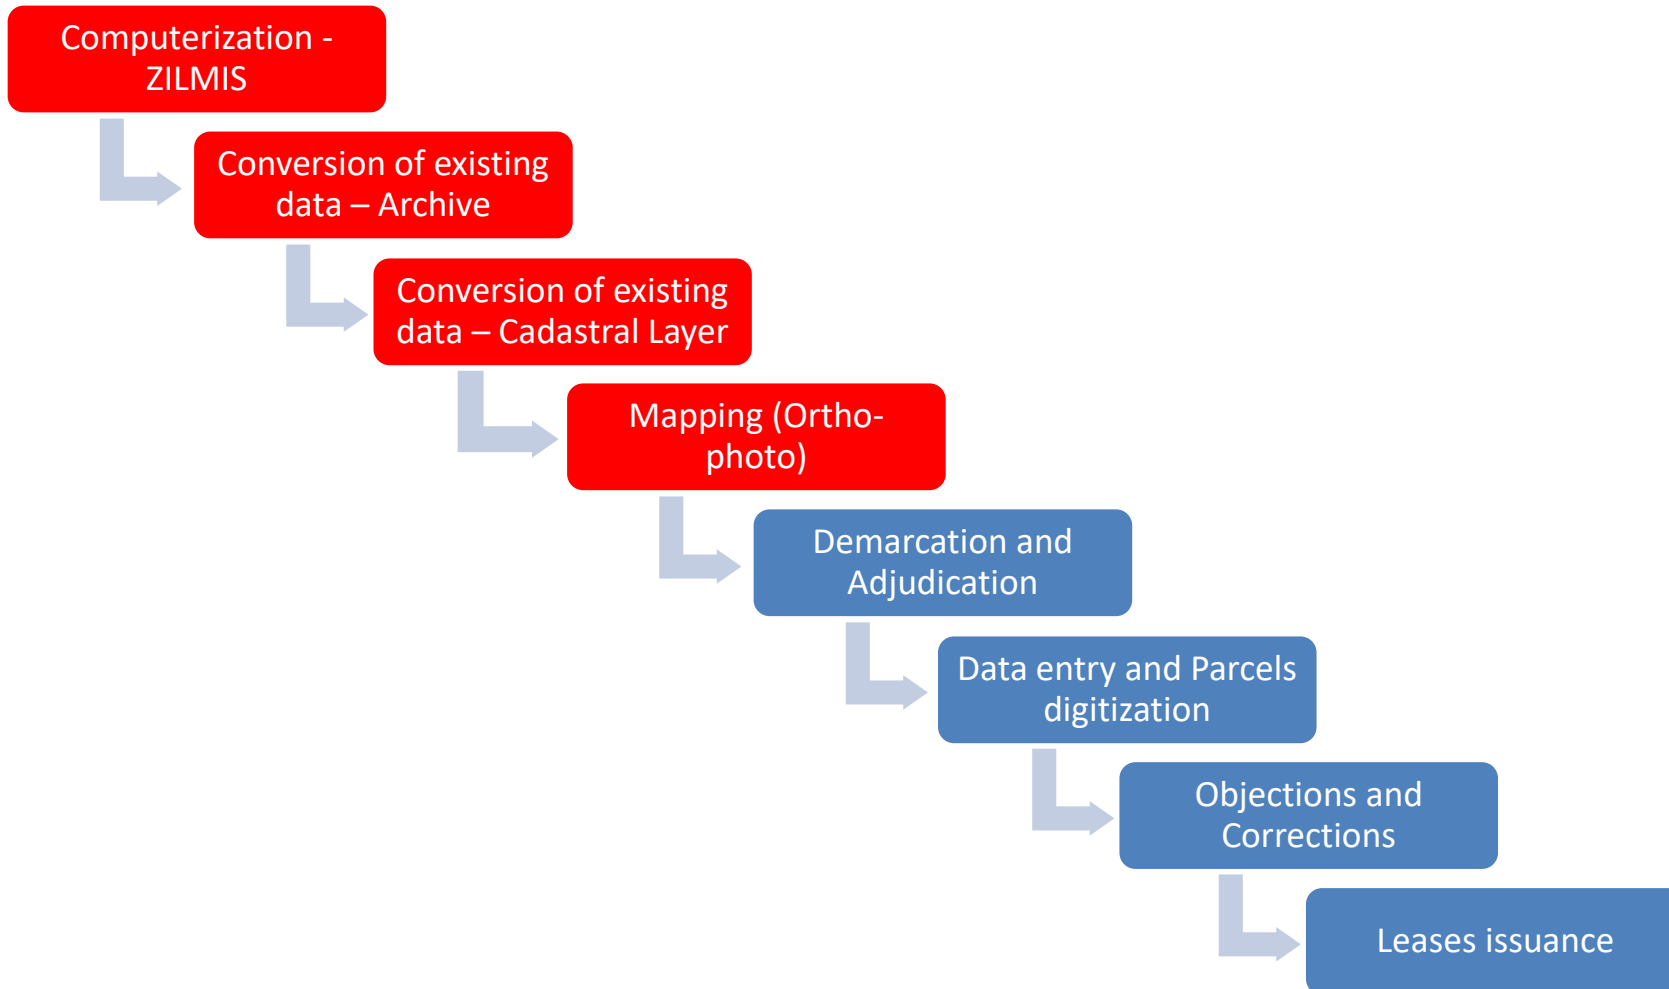 Computerization -
ZILMIS
Conversion of existing
data – Archive
Conversion of existing
data – Cadastral Layer
Mapping (Ortho-
photo)
Demarcation and
Adjudication
Data entry and Parcels
digitization
Objections and
Corrections
Leases issuance